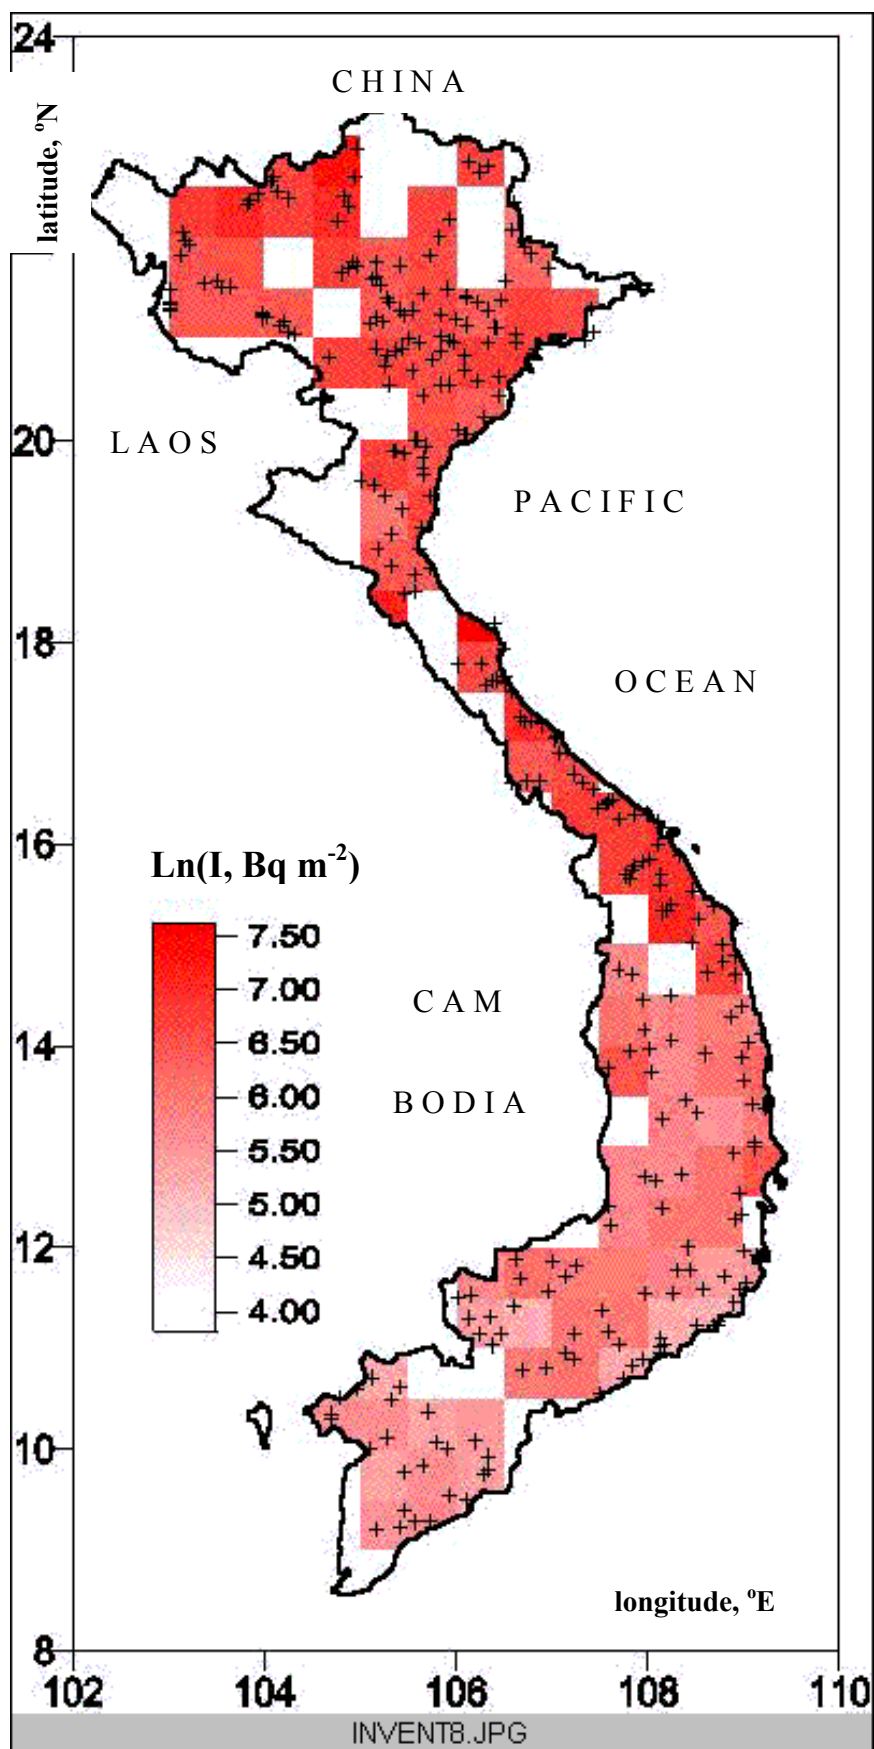 24
CHINA
latitude, °N
20
LAOS
PACIFIC
18
OCEAN
16
Ln(I, Bq m⁻²)
7.50
7.00
CAM
6.50
14
6.00
BODIA
5.50
5.00
12
4.50
4.00
10
longitude, °E
8
102 104 106 108 110
INVENT8.JPG